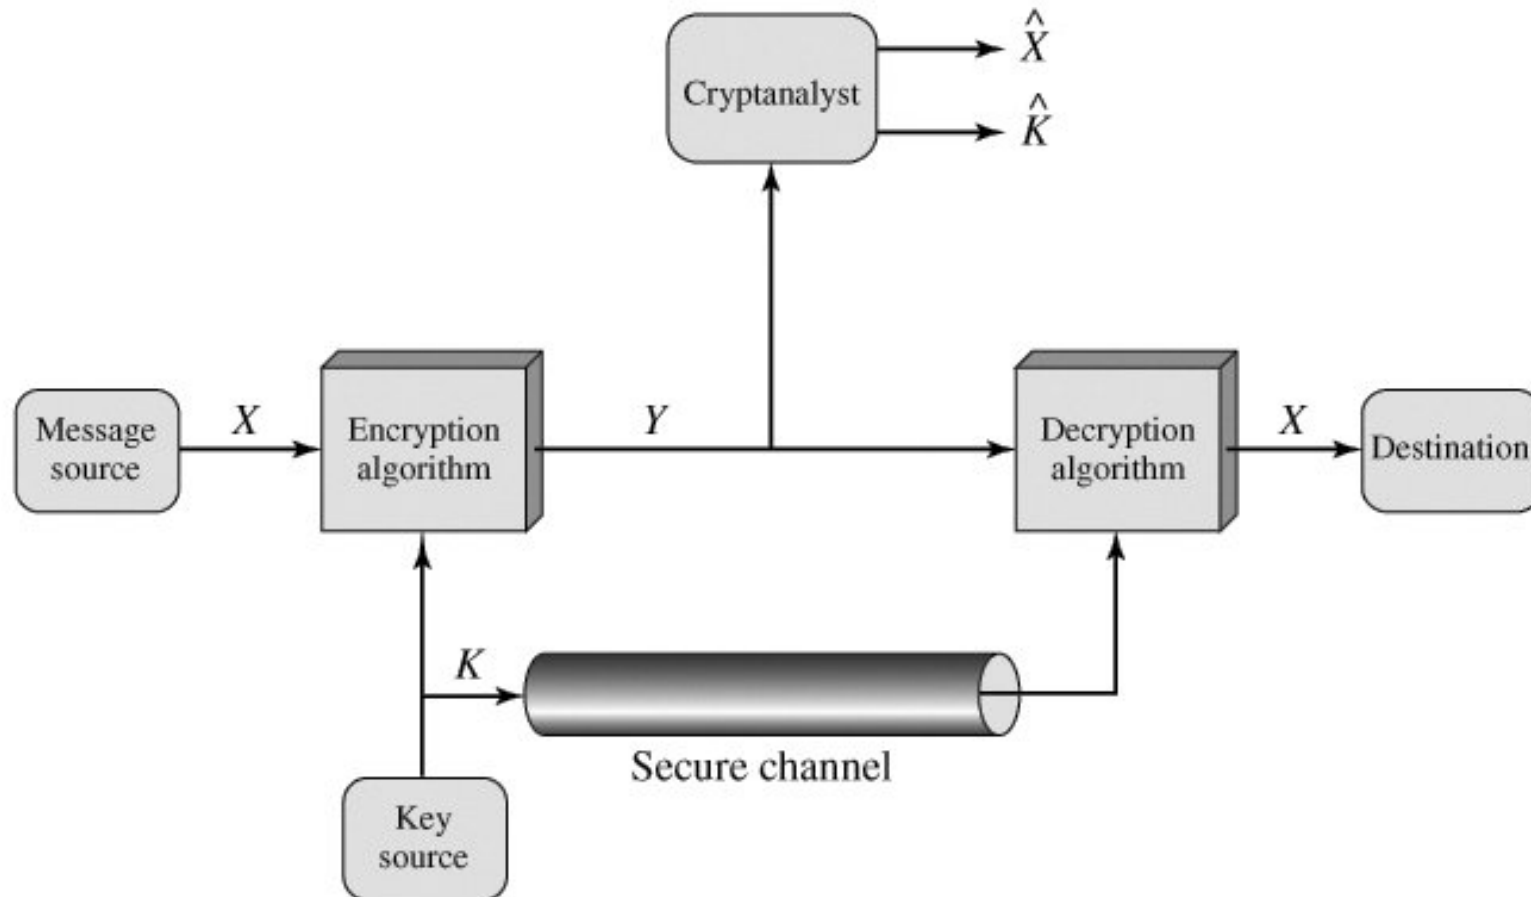 Cryptanalyst
X̂
K̂
Message
source
X
Encryption
algorithm
Y
Decryption
algorithm
X
Destination
K
Secure channel
Key
source